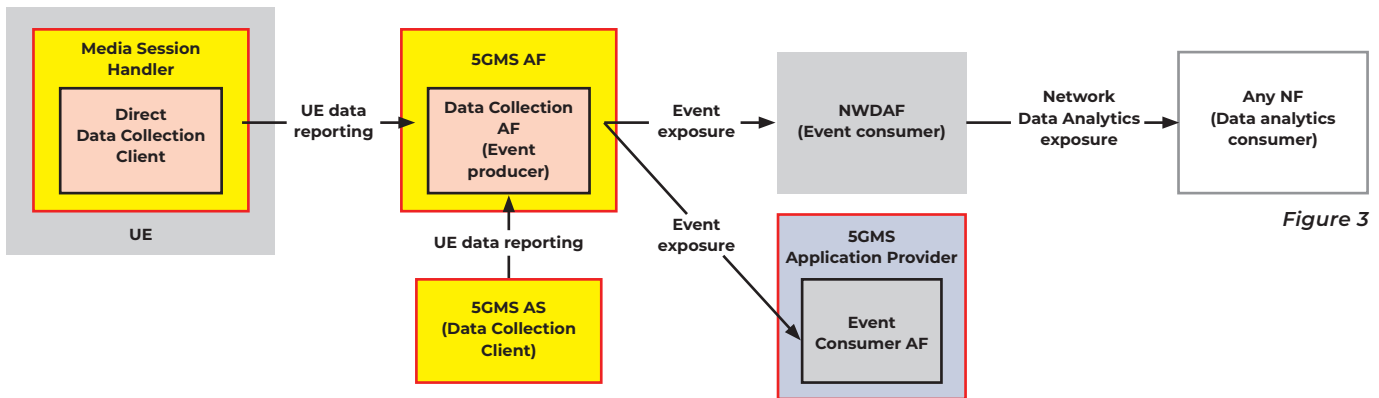 Media Session
Handler
Direct
Data Collection
Client
UE
UE data
reporting
5GMS AF
Data Collection
AF
(Event
producer)
UE data reporting
5GMS AS
(Data Collection
Client)
Event
exposure
Event
exposure
NWDAF
(Event consumer)
5GMS
Application Provider
Event
Consumer AF
Network
Data Analytics
exposure
Any NF
(Data analytics
consumer)
Figure 3